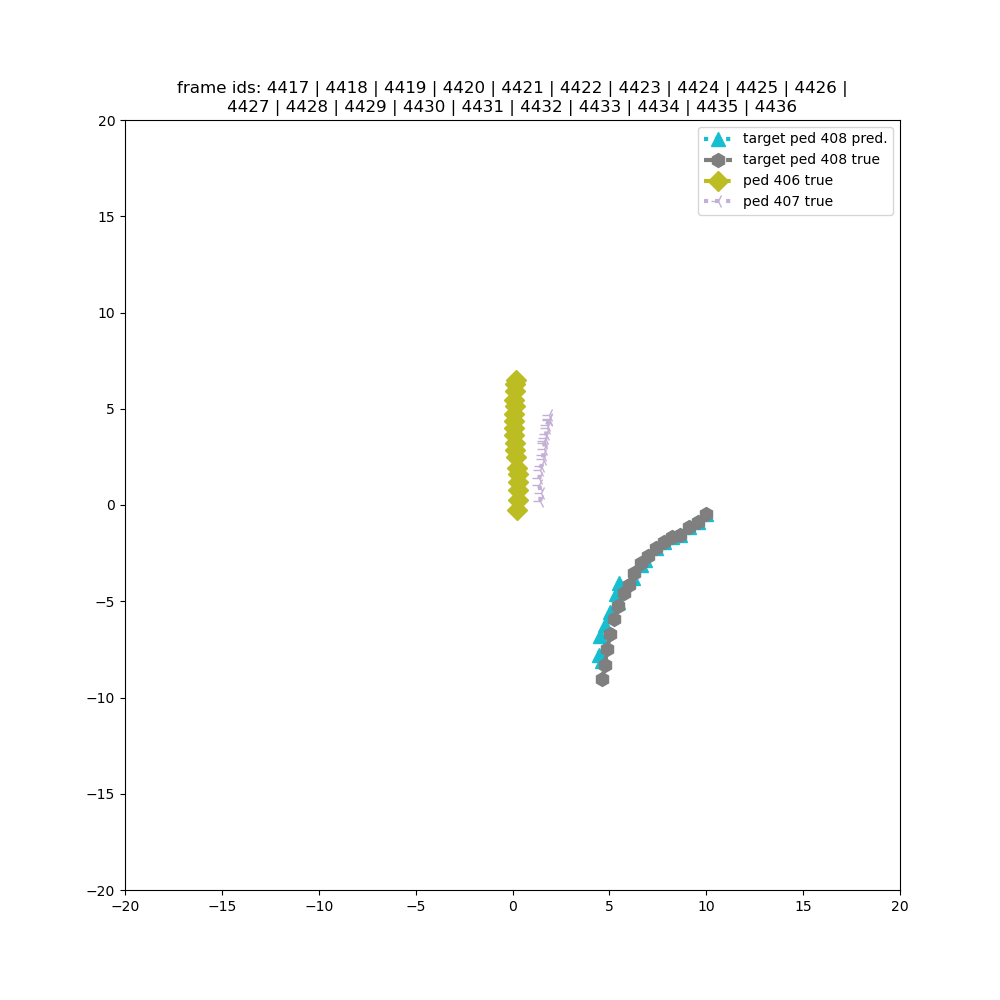 frame ids: 4417 | 4418 | 4419 | 4420 | 4421 | 4422 | 4423 | 4424 | 4425 | 4426 |
4427 | 4428 | 4429 | 4430 | 4431 | 4432 | 4433 | 4434 | 4435 | 4436
target ped 408 pred.
target ped 408 true
ped 406 true
ped 407 true
20
15
10
5
0
−5
−10
−15
−20
−20 −15 −10 −5 0 5 10 15 20